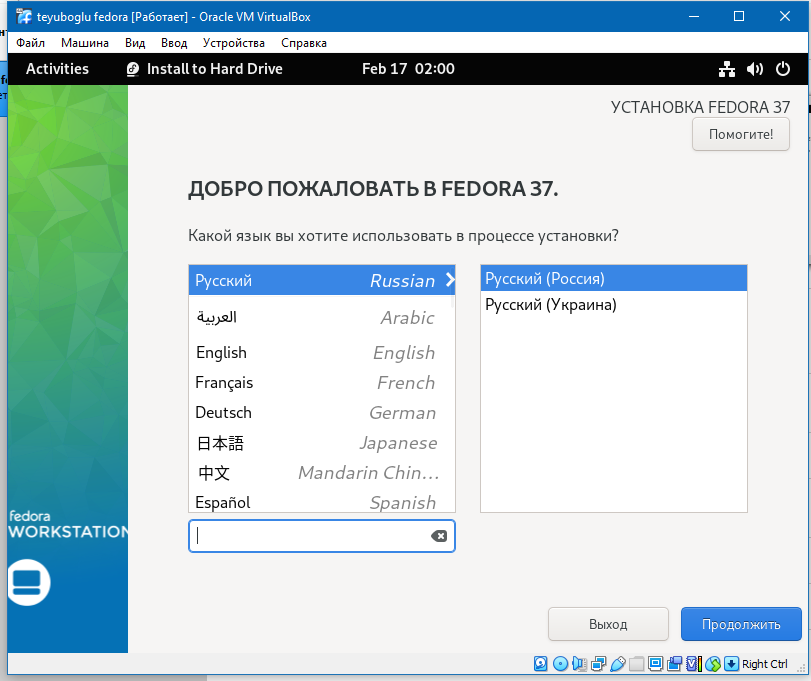 teyuboglu fedora [Работает] - Oracle VM VirtualBox
Файл Машина Вид Ввод Устройства Справка
Activities Install to Hard Drive Feb 17 02:00
УСТАНОВКА FEDORA 37
Помогите!
ДОБРО ПОЖАЛОВАТЬ В FEDORA 37.
Какой язык вы хотите использовать в процессе установки?
Русский Russian
العربية Arabic
English English
Français French
Deutsch German
日本語 Japanese
中文 Mandarin Chin...
Español Spanish
Русский (Россия)
Русский (Украина)
fedora
WORKSTATION
Выход Продолжить
Right Ctrl